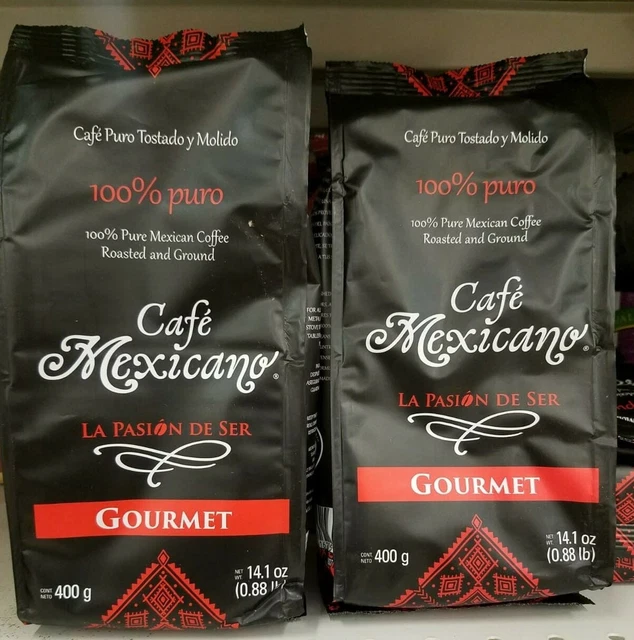 Café Puro Tostado y Molido
100% puro
100% Pure Mexican Coffee
Roasted and Ground
Café
Mexicano®
LA PASIÓN DE SER
GOURMET
CONT. NETO 400 g
NET WT. 14.1 oz
(0.88 lb)
Café Puro Tostado y Molido
100% puro
100% Pure Mexican Coffee
Roasted and Ground
Café
Mexicano®
LA PASIÓN DE SER
GOURMET
CONT. NETO 400 g
NET WT. 14.1 oz
(0.88 lb)